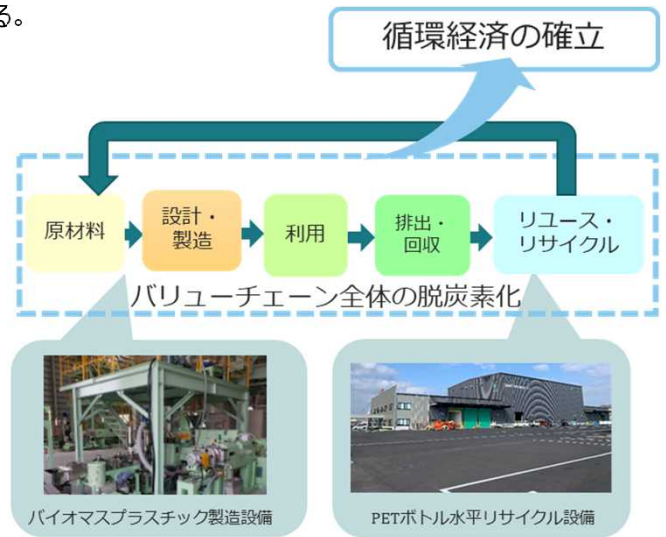 る。
循環経済の確立
原材料
設計・
製造
利用
排出・
回収
リユース・
リサイクル
バリューチェーン全体の脱炭素化
バイオマスプラスチック製造設備
PETボトル水平リサイクル設備